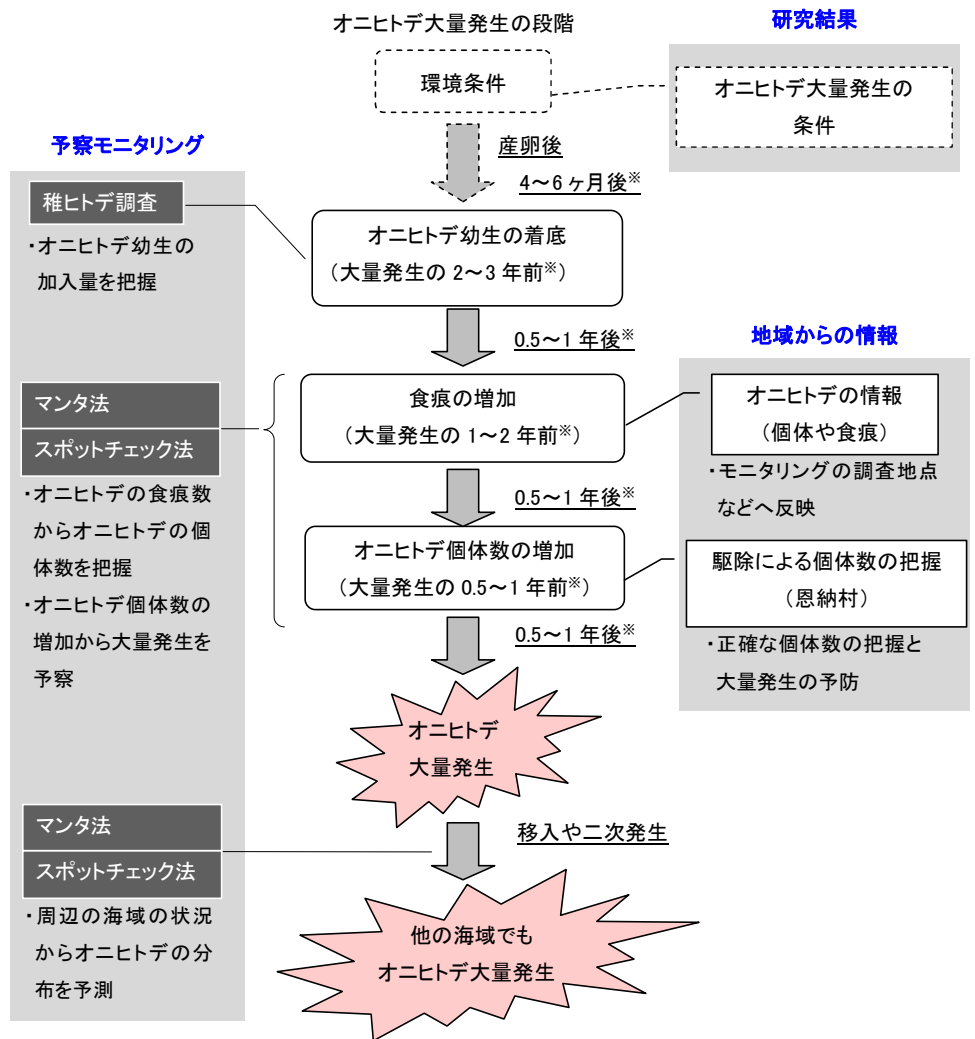 オニヒトデ大量発生の段階
研究結果
環境条件
オニヒトデ大量発生の
条件
産卵後
4～6ヶ月後※
予察モニタリング
稚ヒトデ調査
・オニヒトデ幼生の
加入量を把握
オニヒトデ幼生の着底
（大量発生の 2～3 年前※）
0.5～1 年後※
地域からの情報
マンタ法
スポットチェック法
・オニヒトデの食痕数
からオニヒトデの個
体数を把握
・オニヒトデ個体数の
増加から大量発生を
予察
食痕の増加
（大量発生の 1～2 年前※）
オニヒトデの情報
（個体や食痕）
・モニタリングの調査地点
などへ反映
0.5～1 年後※
オニヒトデ個体数の増加
（大量発生の 0.5～1 年前※）
駆除による個体数の把握
（恩納村）
・正確な個体数の把握と
大量発生の予防
0.5～1 年後※
オニヒトデ
大量発生
マンタ法
スポットチェック法
・周辺の海域の状況
からオニヒトデの分
布を予測
移入や二次発生
他の海域でも
オニヒトデ大量発生